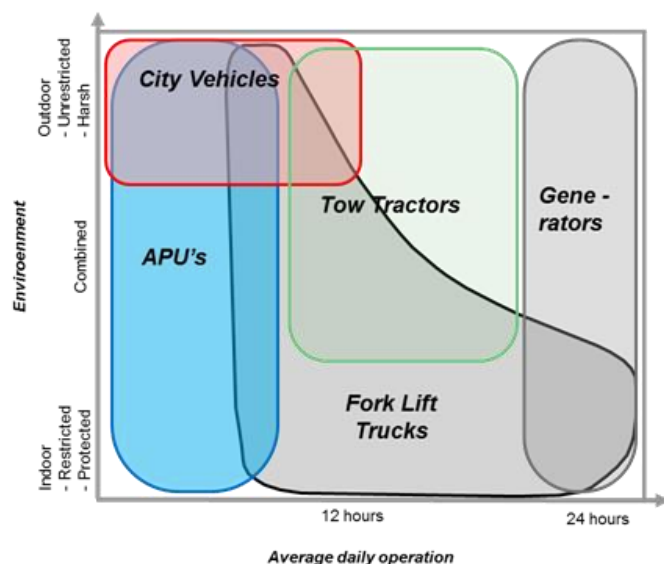 Outdoor
- Unrestricted
- Harsh
Combined
Indoor
- Restricted
- Protected
Enviroenment
City Vehicles
APU's
Tow Tractors
Gene -
rators
Fork Lift
Trucks
12 hours
24 hours
Average daily operation